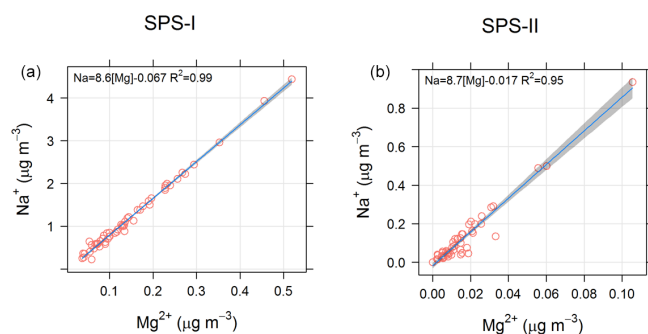 SPS-I
SPS-II
(a)
Na=8.6[Mg]-0.067 R²=0.99
4
3
2
1
Na⁺ (µg m⁻³)
0.1 0.2 0.3 0.4 0.5
Mg²⁺ (µg m⁻³)
(b)
Na=8.7[Mg]-0.017 R²=0.95
0.8
0.6
0.4
0.2
0.0
Na⁺ (µg m⁻³)
0.00 0.02 0.04 0.06 0.08 0.10
Mg²⁺ (µg m⁻³)